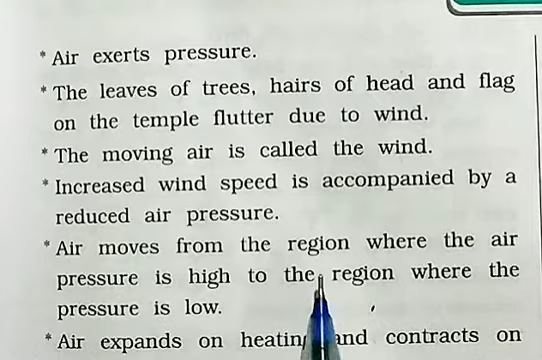 * Air exerts pressure.
* The leaves of trees, hairs of head and flag
on the temple flutter due to wind.
* The moving air is called the wind.
* Increased wind speed is accompanied by a
reduced air pressure.
* Air moves from the region where the air
pressure is high to the region where the
pressure is low.
* Air expands on heatin and contracts on